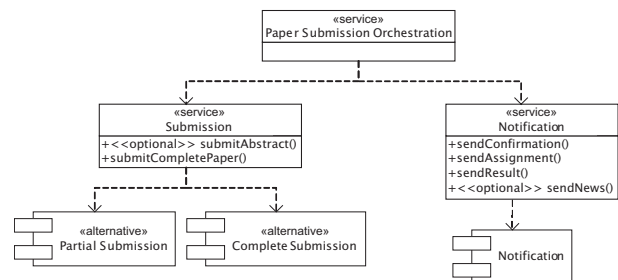 «service»
Paper Submission Orchestration
«service»
Submission
+<<optional>> submitAbstract()
+submitCompletePaper()
«service»
Notification
+sendConfirmation()
+sendAssignment()
+sendResult()
+<<optional>> sendNews()
«alternative»
Partial Submission
«alternative»
Complete Submission
Notification